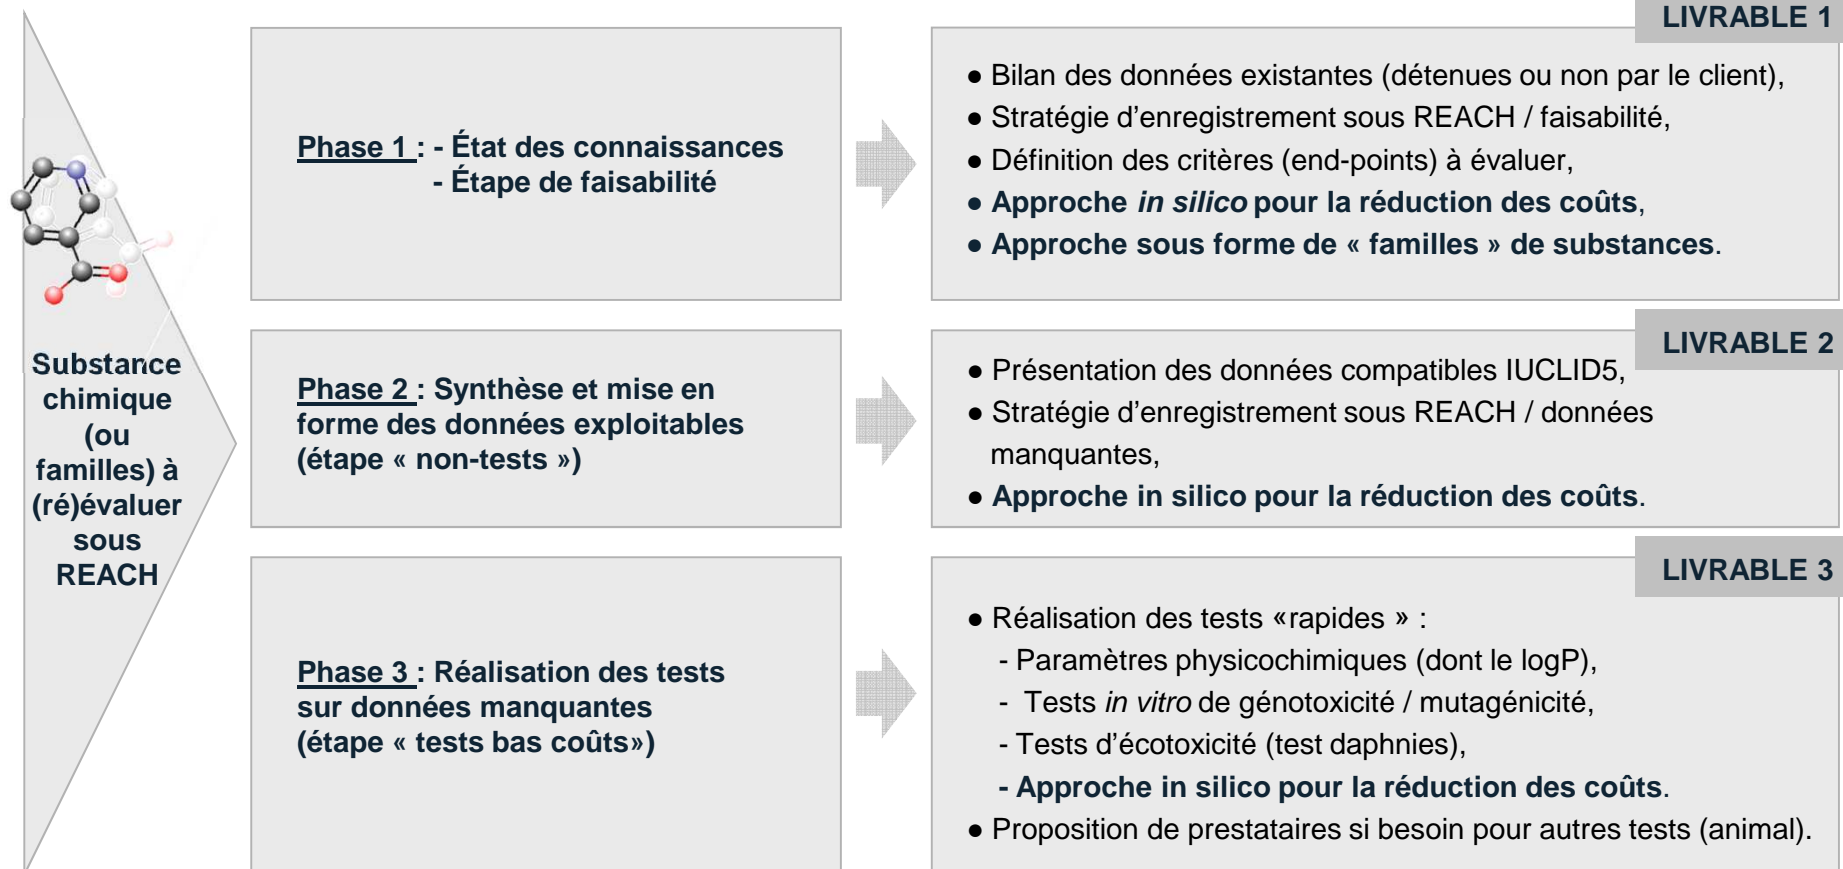 Substance
chimique
(ou
familles) à
(ré)évaluer
sous
REACH
Phase 1 : - État des connaissances
- Étape de faisabilité
LIVRABLE 1
● Bilan des données existantes (détenues ou non par le client),
● Stratégie d'enregistrement sous REACH / faisabilité,
● Définition des critères (end-points) à évaluer,
● Approche in silico pour la réduction des coûts,
● Approche sous forme de « familles » de substances.
Phase 2 : Synthèse et mise en
forme des données exploitables
(étape « non-tests »)
LIVRABLE 2
● Présentation des données compatibles IUCLID5,
● Stratégie d'enregistrement sous REACH / données
manquantes,
● Approche in silico pour la réduction des coûts.
Phase 3 : Réalisation des tests
sur données manquantes
(étape « tests bas coûts»)
LIVRABLE 3
● Réalisation des tests «rapides » :
- Paramètres physicochimiques (dont le logP),
- Tests in vitro de génotoxicité / mutagénicité,
- Tests d'écotoxicité (test daphnies),
- Approche in silico pour la réduction des coûts.
● Proposition de prestataires si besoin pour autres tests (animal).